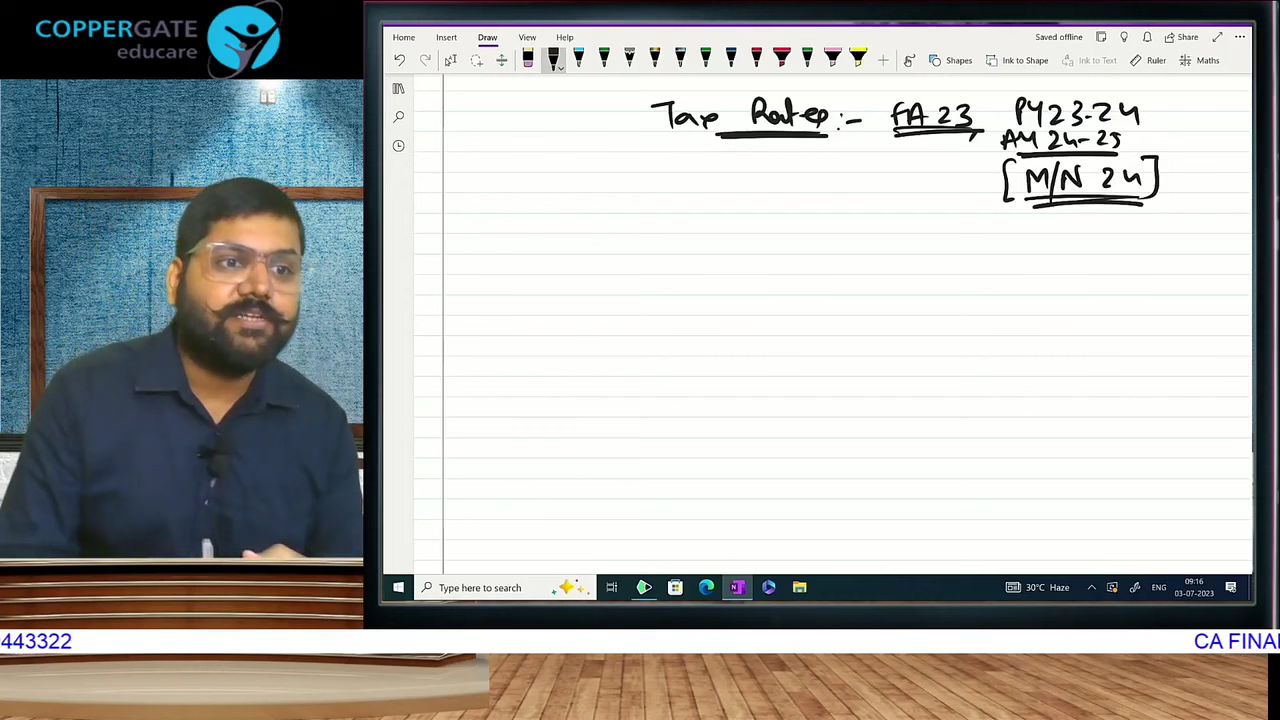 COPPERGATE
educare
Home Insert Draw View Help
Saved offline
Share
Shapes
Ink to Shape
Ink to Text
Ruler
Maths
Tax Rates :- FA 23 PY 23-24
AY 24-25
[M/N 24]
Type here to search
30°C Haze
ENG
09:16
03-07-2023
443322
CA FINA